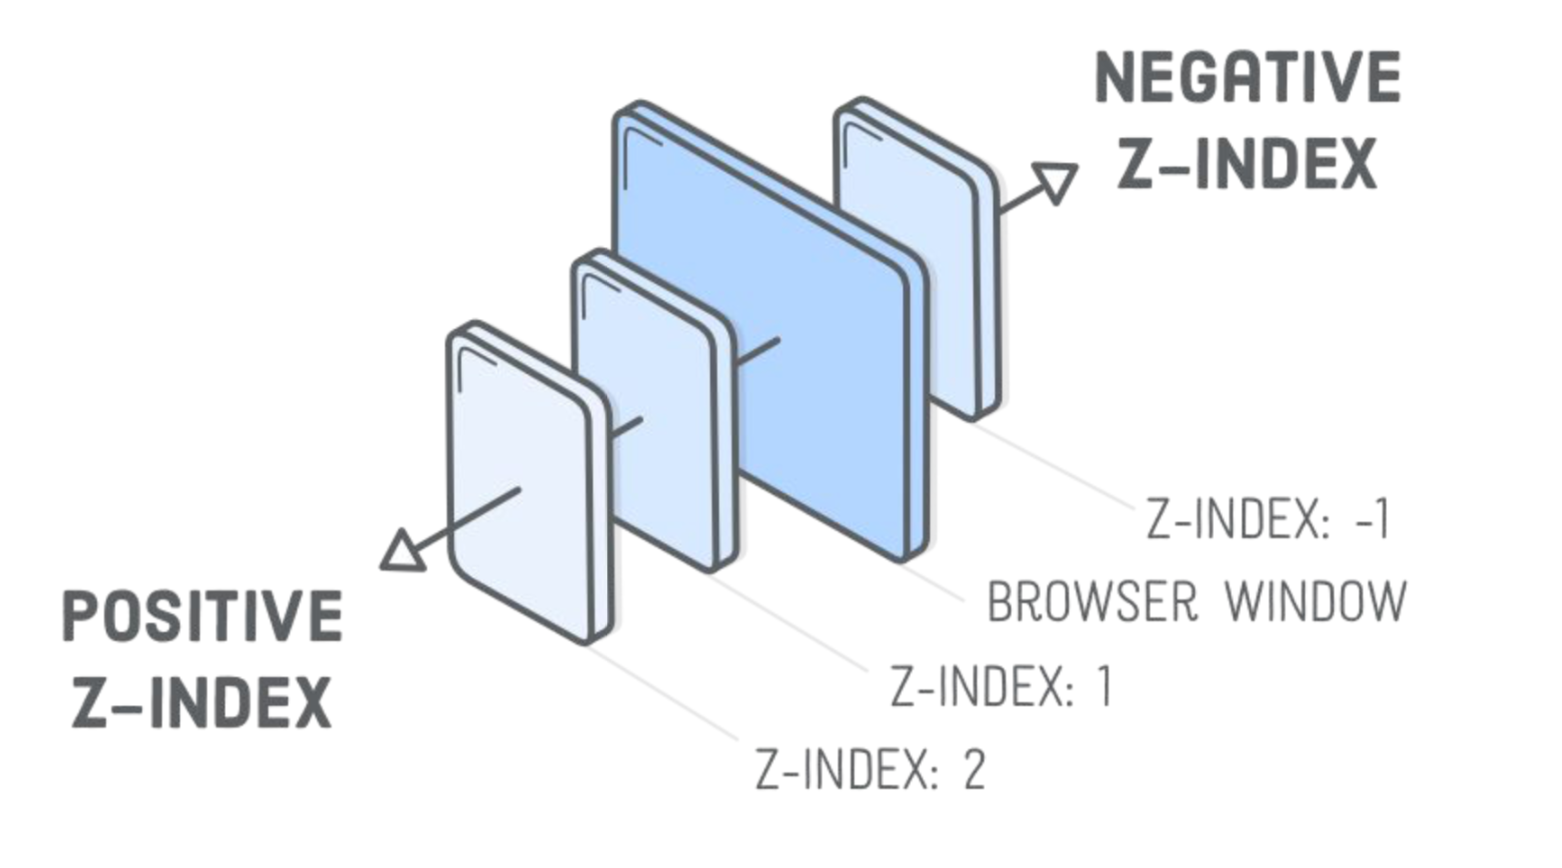 NEGATIVE
Z-INDEX
Z-INDEX: -1
BROWSER WINDOW
POSITIVE
Z-INDEX
Z-INDEX: 1
Z-INDEX: 2